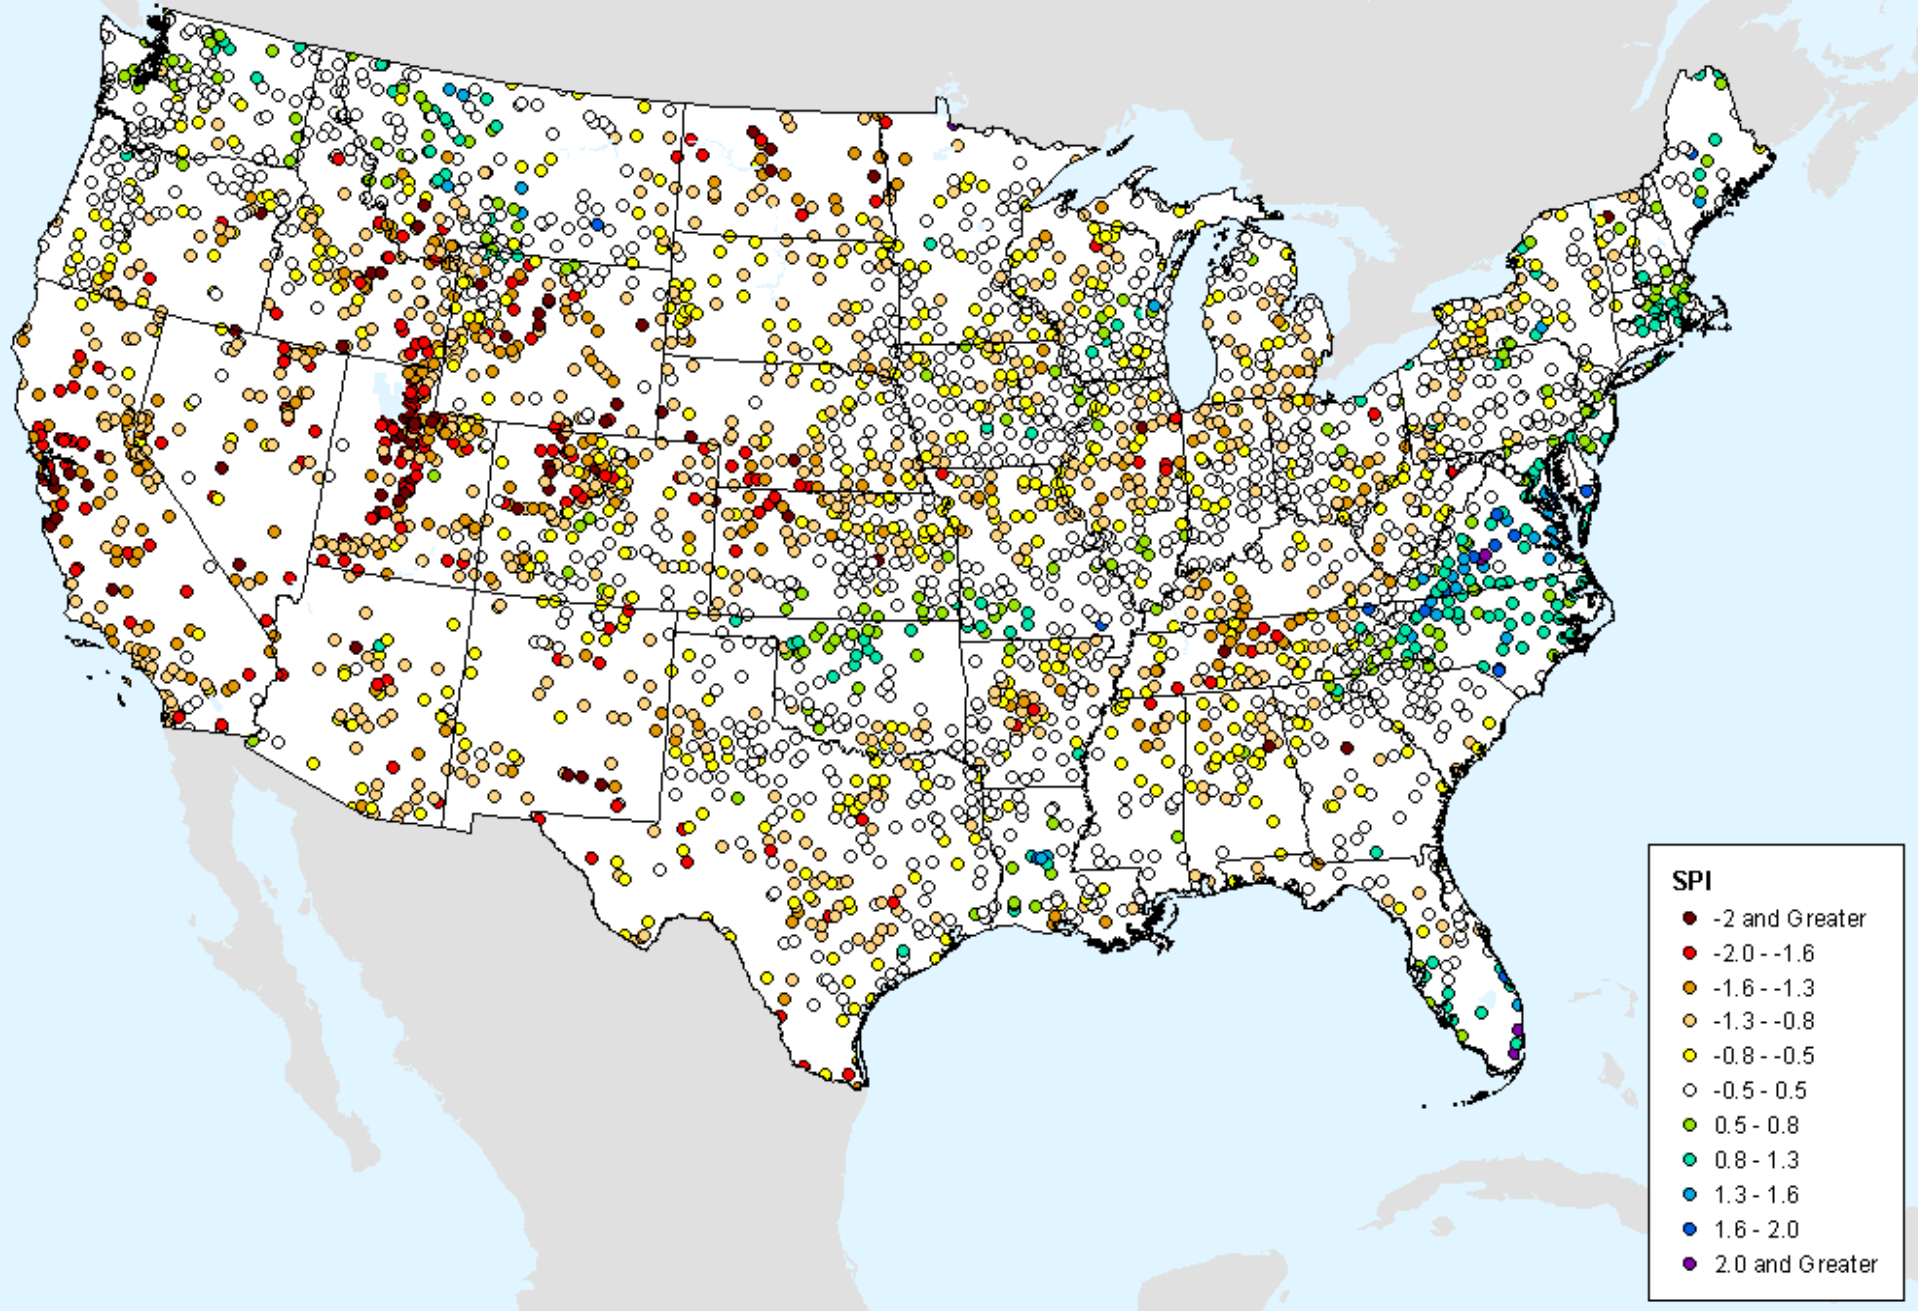 SPI
-2 and Greater
-2.0 - -1.6
-1.6 - -1.3
-1.3 - -0.8
-0.8 - -0.5
-0.5 - 0.5
0.5 - 0.8
0.8 - 1.3
1.3 - 1.6
1.6 - 2.0
2.0 and Greater